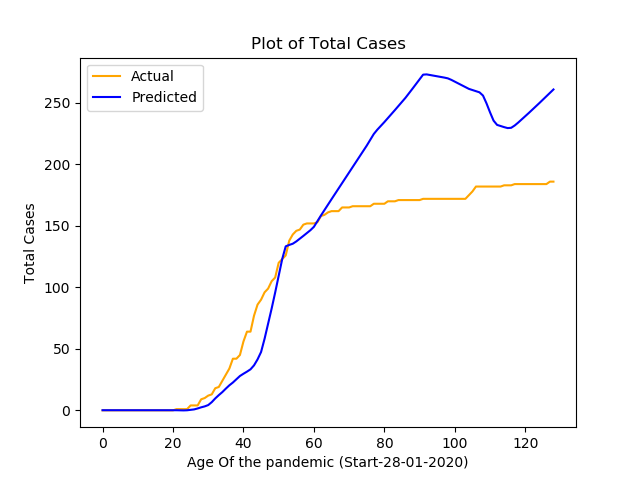 Plot of Total Cases
Actual
Predicted
Total Cases
250
200
150
100
50
0
0 20 40 60 80 100 120
Age Of the pandemic (Start-28-01-2020)